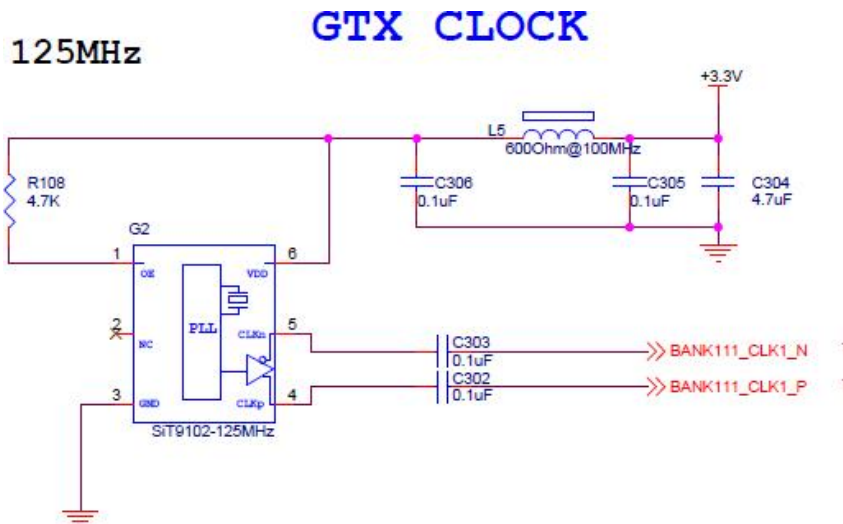 GTX CLOCK
125MHz
+3.3V
L5
600Ohm@100MHz
R108
4.7K
C306
0.1uF
C305
0.1uF
C304
4.7uF
G2
1
OE
VDD
6
2
NC
PLL
CLKn
5
C303
0.1uF
BANK111_CLK1_N
3
GND
CLKp
4
C302
0.1uF
BANK111_CLK1_P
SiT9102-125MHz